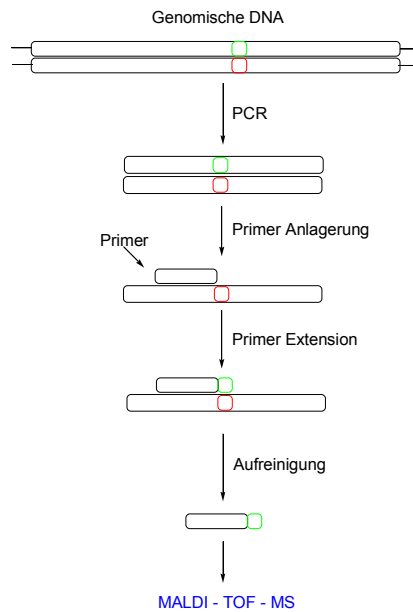 Genomische DNA
PCR
Primer Anlagerung
Primer
Primer Extension
Aufreinigung
MALDI - TOF - MS